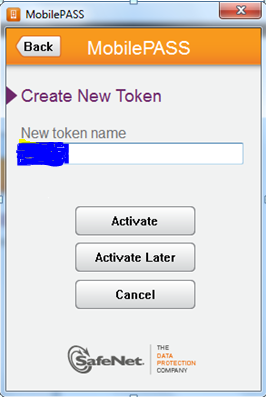 MobilePASS
Back
MobilePASS
Create New Token
New token name
Activate
Activate Later
Cancel
SafeNet
THE
DATA
PROTECTION
COMPANY